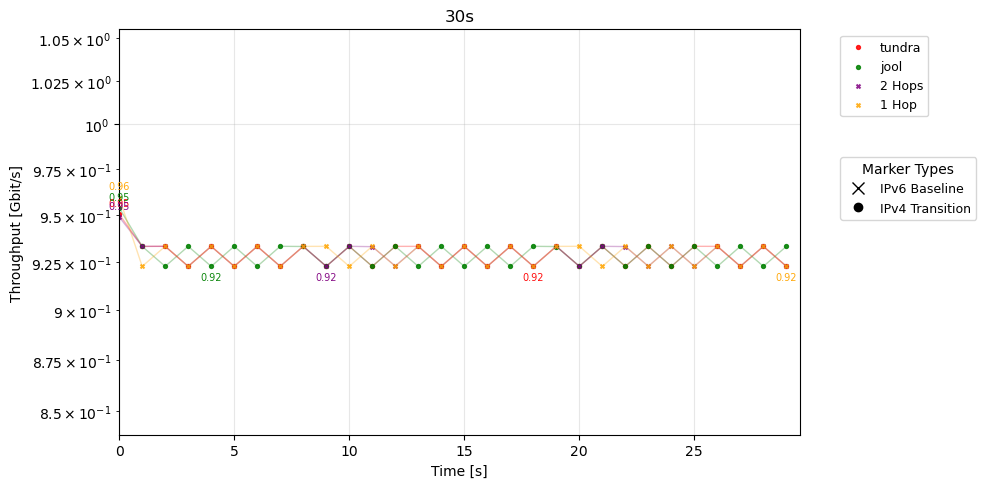 30s
1.05 × 10⁰
1.025 × 10⁰
10⁰
9.75 × 10⁻¹
9.5 × 10⁻¹
9.25 × 10⁻¹
9 × 10⁻¹
8.75 × 10⁻¹
8.5 × 10⁻¹
Throughput [Gbit/s]
0.96
0.95
0.95
0.92
0.92
0.92
0.92
0 5 10 15 20 25
Time [s]
tundra
jool
2 Hops
1 Hop
Marker Types
IPv6 Baseline
IPv4 Transition